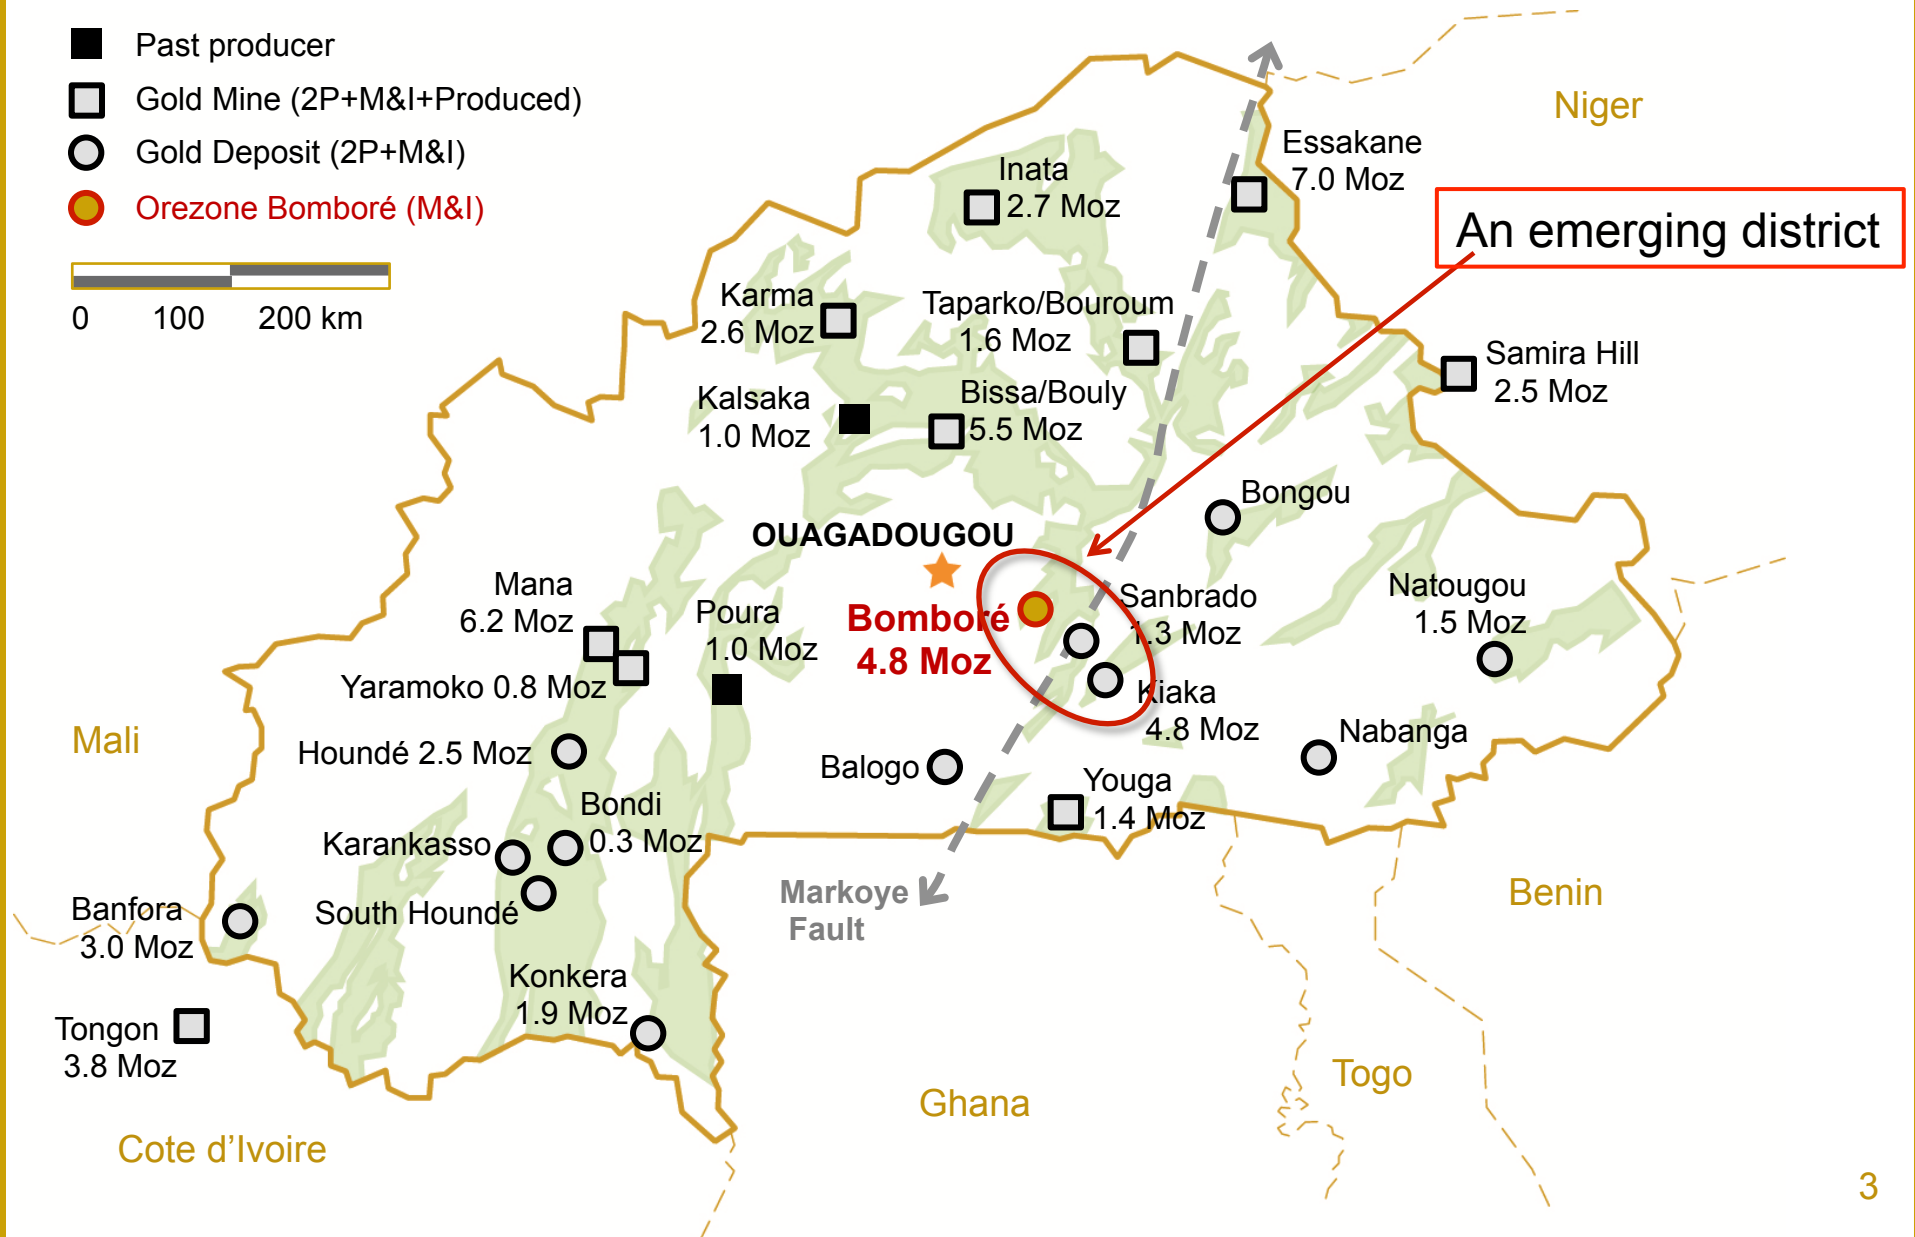 Past producer
Gold Mine (2P+M&I+Produced)
Gold Deposit (2P+M&I)
Orezone Bomboré (M&I)
0 100 200 km
Niger
Essakane
7.0 Moz
Inata
2.7 Moz
An emerging district
Karma
2.6 Moz
Taparko/Bouroum
1.6 Moz
Samira Hill
2.5 Moz
Kalsaka
1.0 Moz
Bissa/Bouly
5.5 Moz
Bongou
OUAGADOUGOU
Mana
6.2 Moz
Poura
1.0 Moz
Bomboré
4.8 Moz
Sanbrado
1.3 Moz
Natougou
1.5 Moz
Yaramoko 0.8 Moz
Kiaka
4.8 Moz
Mali
Houndé 2.5 Moz
Balogo
Nabanga
Youga
1.4 Moz
Bondi
0.3 Moz
Karankasso
South Houndé
Markoye
Fault
Benin
Banfora
3.0 Moz
Konkera
1.9 Moz
Tongon
3.8 Moz
Togo
Ghana
Cote d’Ivoire
3